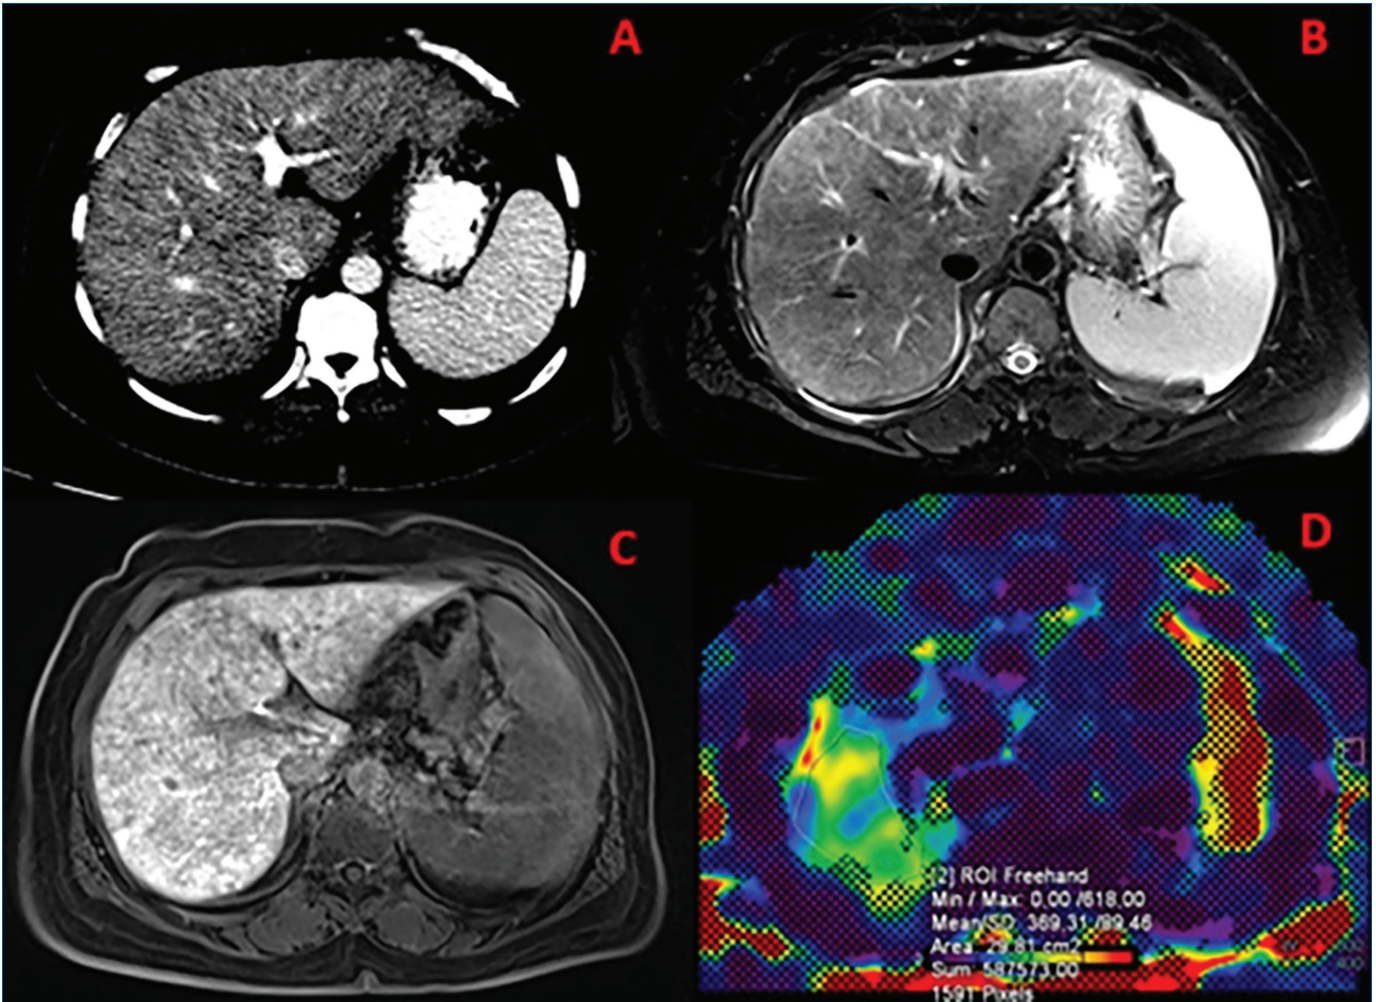 A
B
C
D
[2] ROI Freehand
Min / Max: 0,00 /618,00
Mean/SD: 369.31 /89.46
Area: 29.81 cm2
Sum: 587573,00
1591 Pixels